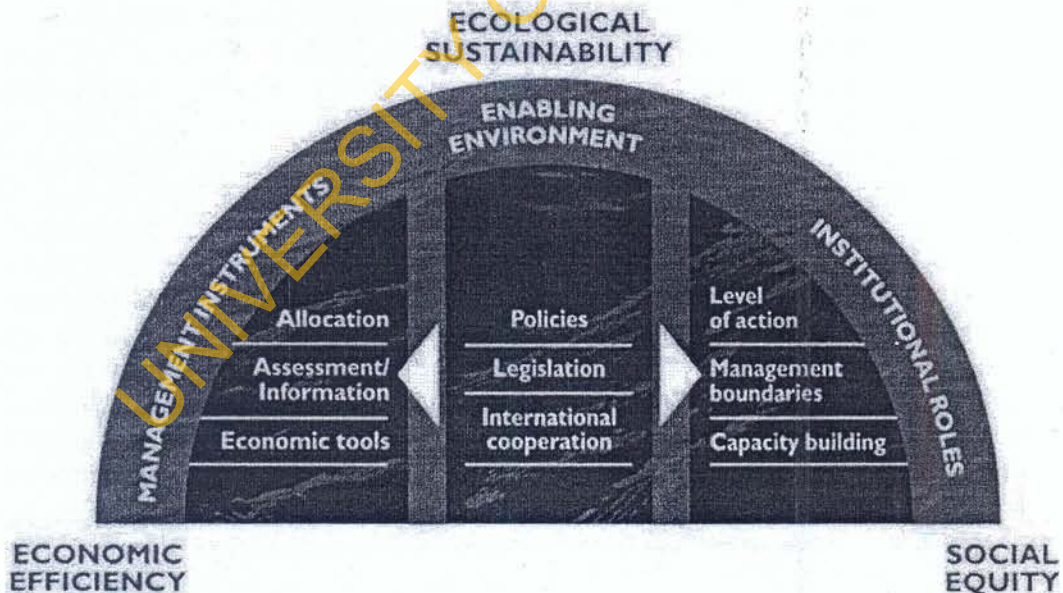 ECOLOGICAL
SUSTAINABILITY
ENABLING
ENVIRONMENT
MANAGEMENT INSTRUMENTS
INSTITUTIONAL ROLES
Allocation
Assessment/
Information
Economic tools
Policies
Legislation
International
cooperation
Level
of action
Management
boundaries
Capacity building
ECONOMIC
EFFICIENCY
SOCIAL
EQUITY
UNIVERSITY O